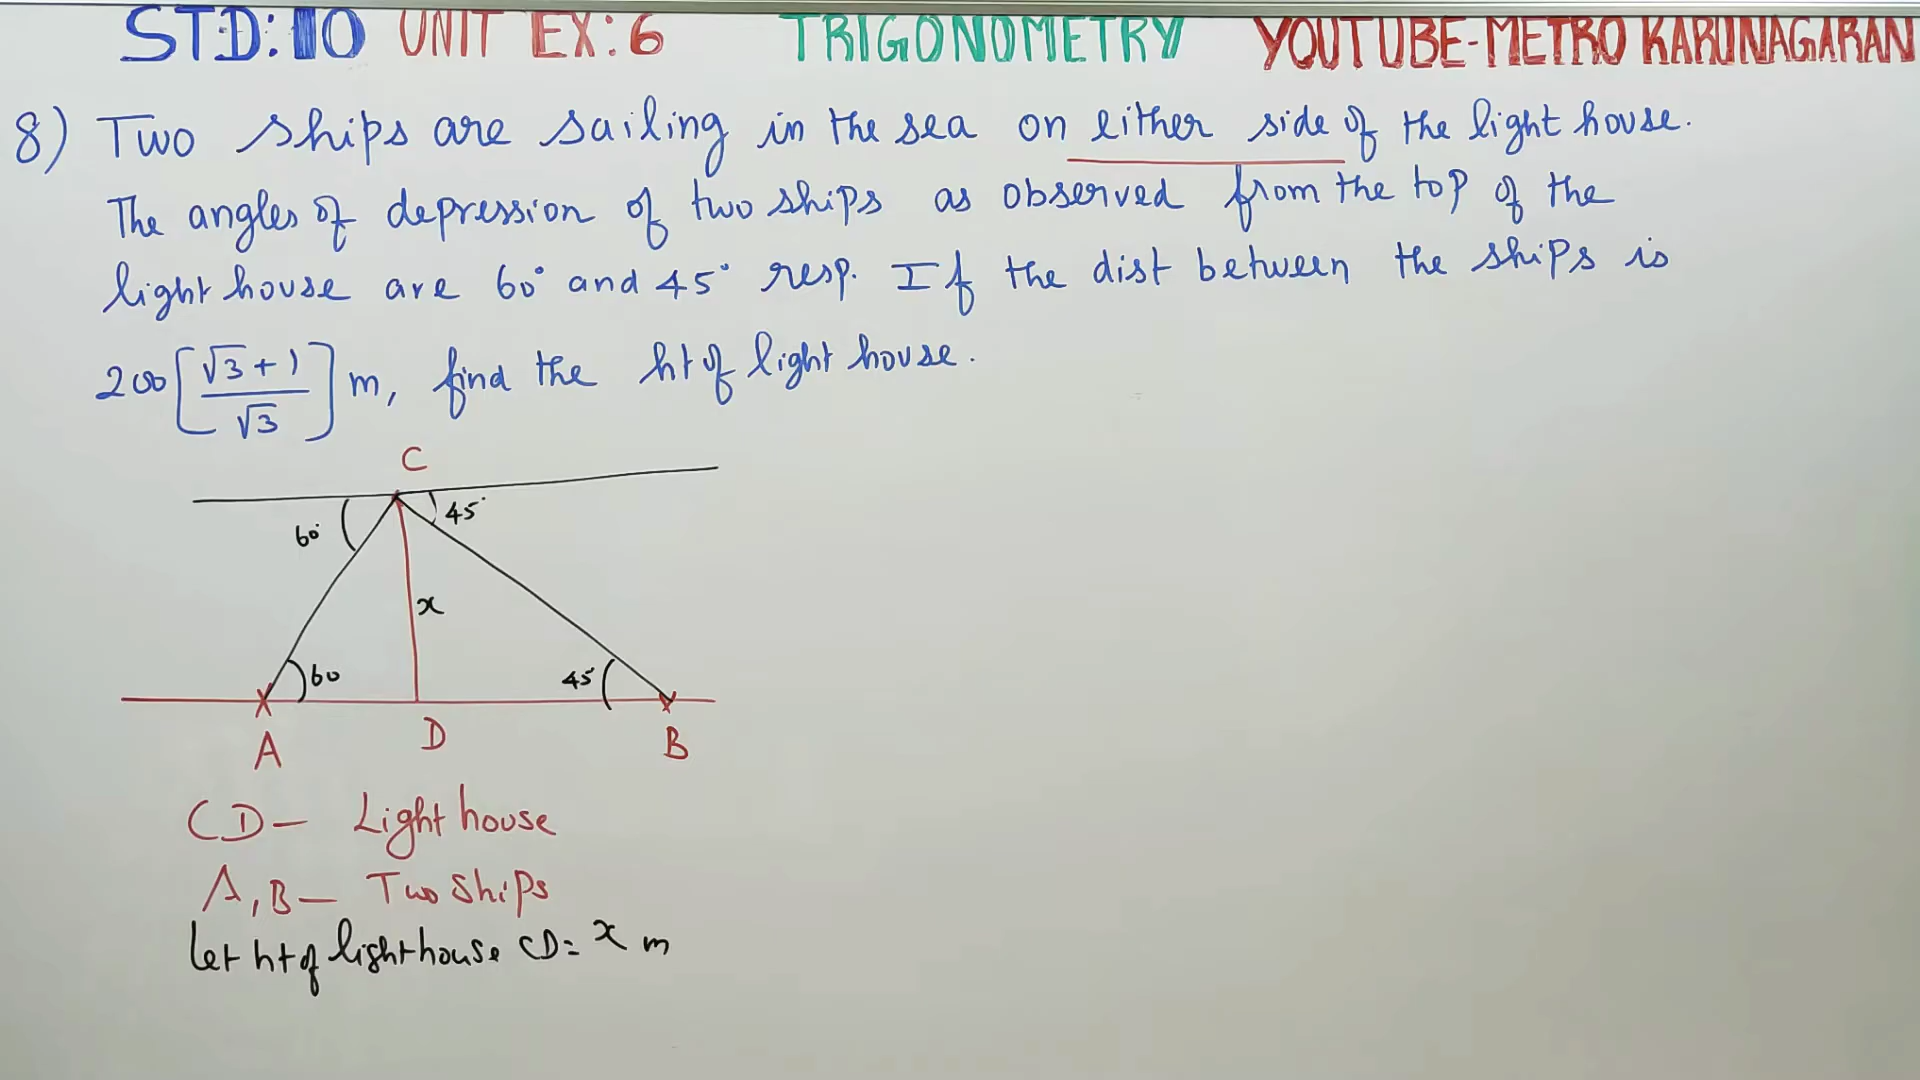 STD:10 UNIT EX:6 TRIGONOMETRY YOUTUBE-METRO KARUNAGARAN
8) Two ships are sailing in the sea on either side of the light house.
The angles of depression of two ships as observed from the top of the
light house are 60° and 45° resp. If the dist between the ships is
200 [(√3+1)/√3] m, find the ht of light house.
C
60° 45°
x
60 45
A D B
CD — Light house
A, B — Two Ships
Let ht of lighthouse CD = x m